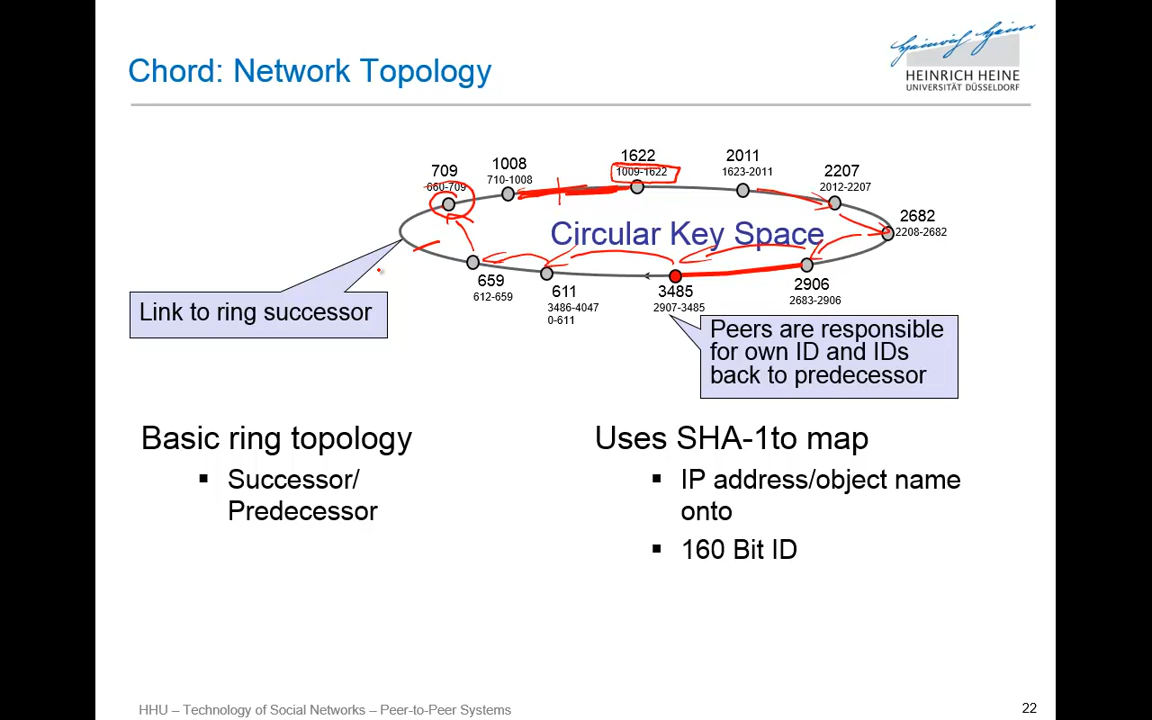 Chord: Network Topology
Heinrich Heine
HEINRICH HEINE
UNIVERSITÄT DÜSSELDORF
709
660-709
1008
710-1008
1622
1009-1622
2011
1623-2011
2207
2012-2207
2682
2208-2682
Circular Key Space
659
612-659
611
3486-4047
0-611
3485
2907-3485
2906
2683-2906
Link to ring successor
Peers are responsible
for own ID and IDs
back to predecessor
Basic ring topology
Successor/
Predecessor
Uses SHA-1to map
IP address/object name
onto
160 Bit ID
HHU – Technology of Social Networks – Peer-to-Peer Systems
22